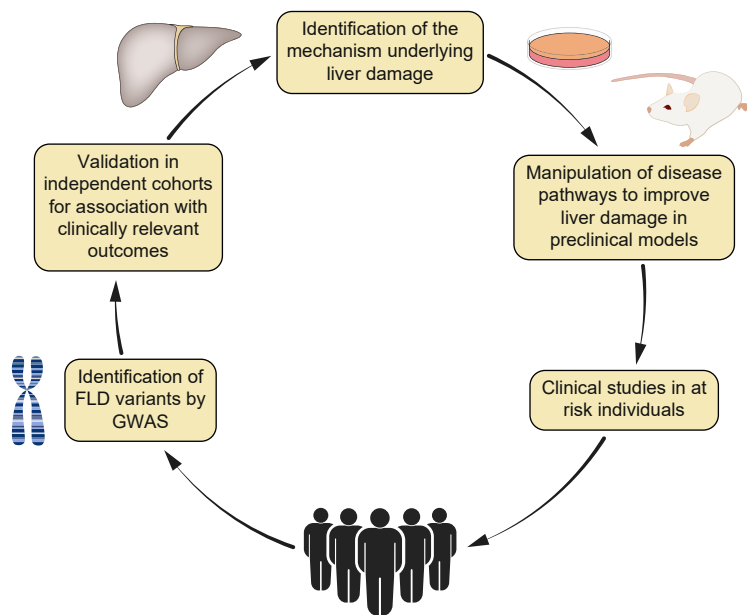 Identification of the
mechanism underlying
liver damage
Manipulation of disease
pathways to improve
liver damage in
preclinical models
Clinical studies in at
risk individuals
Identification of
FLD variants by
GWAS
Validation in
independent cohorts
for association with
clinically relevant
outcomes